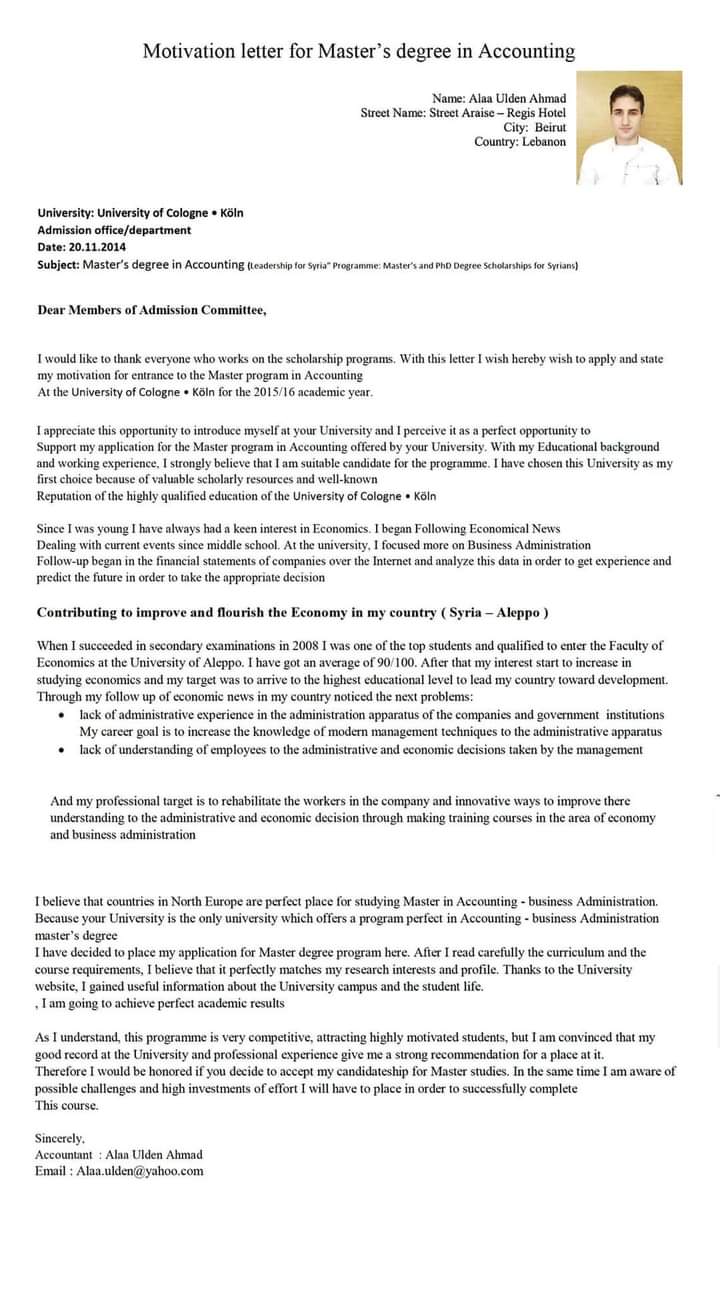 Motivation letter for Master's degree in Accounting
Name: Alaa Ulden Ahmad
Street Name: Street Araise – Regis Hotel
City: Beirut
Country: Lebanon
University: University of Cologne • Köln
Admission office/department
Date: 20.11.2014
Subject: Master's degree in Accounting (Leadership for Syria" Programme: Master's and PhD Degree Scholarships for Syrians)
Dear Members of Admission Committee,
I would like to thank everyone who works on the scholarship programs. With this letter I wish hereby wish to apply and state
my motivation for entrance to the Master program in Accounting
At the University of Cologne • Köln for the 2015/16 academic year.
I appreciate this opportunity to introduce myself at your University and I perceive it as a perfect opportunity to
Support my application for the Master program in Accounting offered by your University. With my Educational background
and working experience, I strongly believe that I am suitable candidate for the programme. I have chosen this University as my
first choice because of valuable scholarly resources and well-known
Reputation of the highly qualified education of the University of Cologne • Köln
Since I was young I have always had a keen interest in Economics. I began Following Economical News
Dealing with current events since middle school. At the university, I focused more on Business Administration
Follow-up began in the financial statements of companies over the Internet and analyze this data in order to get experience and
predict the future in order to take the appropriate decision
Contributing to improve and flourish the Economy in my country ( Syria – Aleppo )
When I succeeded in secondary examinations in 2008 I was one of the top students and qualified to enter the Faculty of
Economics at the University of Aleppo. I have got an average of 90/100. After that my interest start to increase in
studying economics and my target was to arrive to the highest educational level to lead my country toward development.
Through my follow up of economic news in my country noticed the next problems:
• lack of administrative experience in the administration apparatus of the companies and government institutions
My career goal is to increase the knowledge of modern management techniques to the administrative apparatus
• lack of understanding of employees to the administrative and economic decisions taken by the management
And my professional target is to rehabilitate the workers in the company and innovative ways to improve there
understanding to the administrative and economic decision through making training courses in the area of economy
and business administration
I believe that countries in North Europe are perfect place for studying Master in Accounting - business Administration.
Because your University is the only university which offers a program perfect in Accounting - business Administration
master's degree
I have decided to place my application for Master degree program here. After I read carefully the curriculum and the
course requirements, I believe that it perfectly matches my research interests and profile. Thanks to the University
website, I gained useful information about the University campus and the student life.
, I am going to achieve perfect academic results
As I understand, this programme is very competitive, attracting highly motivated students, but I am convinced that my
good record at the University and professional experience give me a strong recommendation for a place at it.
Therefore I would be honored if you decide to accept my candidateship for Master studies. In the same time I am aware of
possible challenges and high investments of effort I will have to place in order to successfully complete
This course.
Sincerely,
Accountant : Alaa Ulden Ahmad
Email : Alaa.ulden@yahoo.com